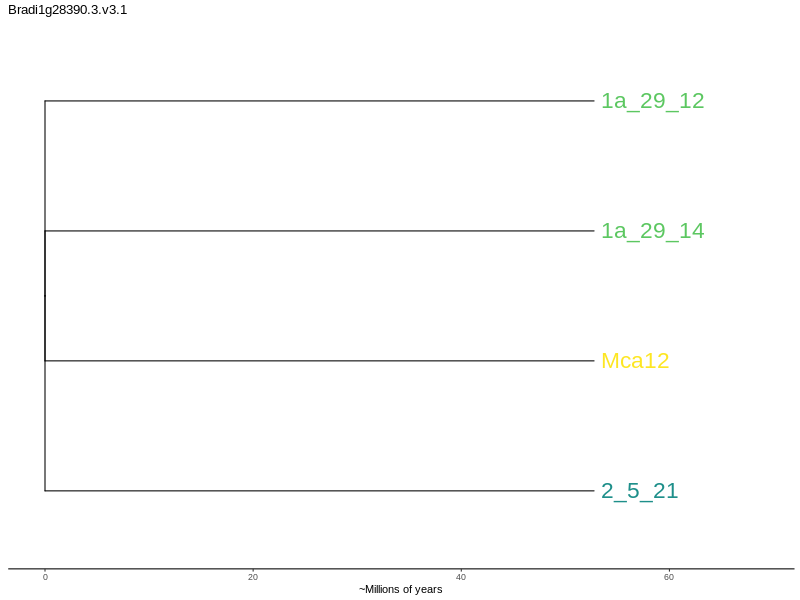 Bradi1g28390.3.v3.1
1a_29_12
1a_29_14
Mca12
2_5_21
0 20 40 60
~Millions of years